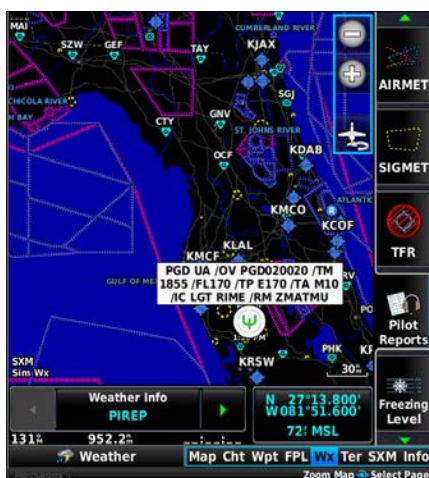 MAI
SZW
GEF
TAY
CUMBERLAND RIVER
KJAX
SGJ
GNV
ST. JOHNS RIVER
CTY
OCF
KDAB
ATLANTIC
KMCO
R
KCOF
KLAL
KMCF
PGD UA /OV PGD020020 /TM
1855 /FL170 /TP E170 /TA M10
/IC LGT RIME /RM ZMATMU
GULF OF
PHK
KRSW
SXM
Sim Wx
30
AIRMET
SIGMET
TFR
Pilot
Reports
Freezing
Level
Weather Info
PIREP
N 27°13.800'
W081°51.600'
72 MSL
131
952.2
Weather
Map Cht Wpt FPL Wx Ter SXM Info
Zoom Map Select Page